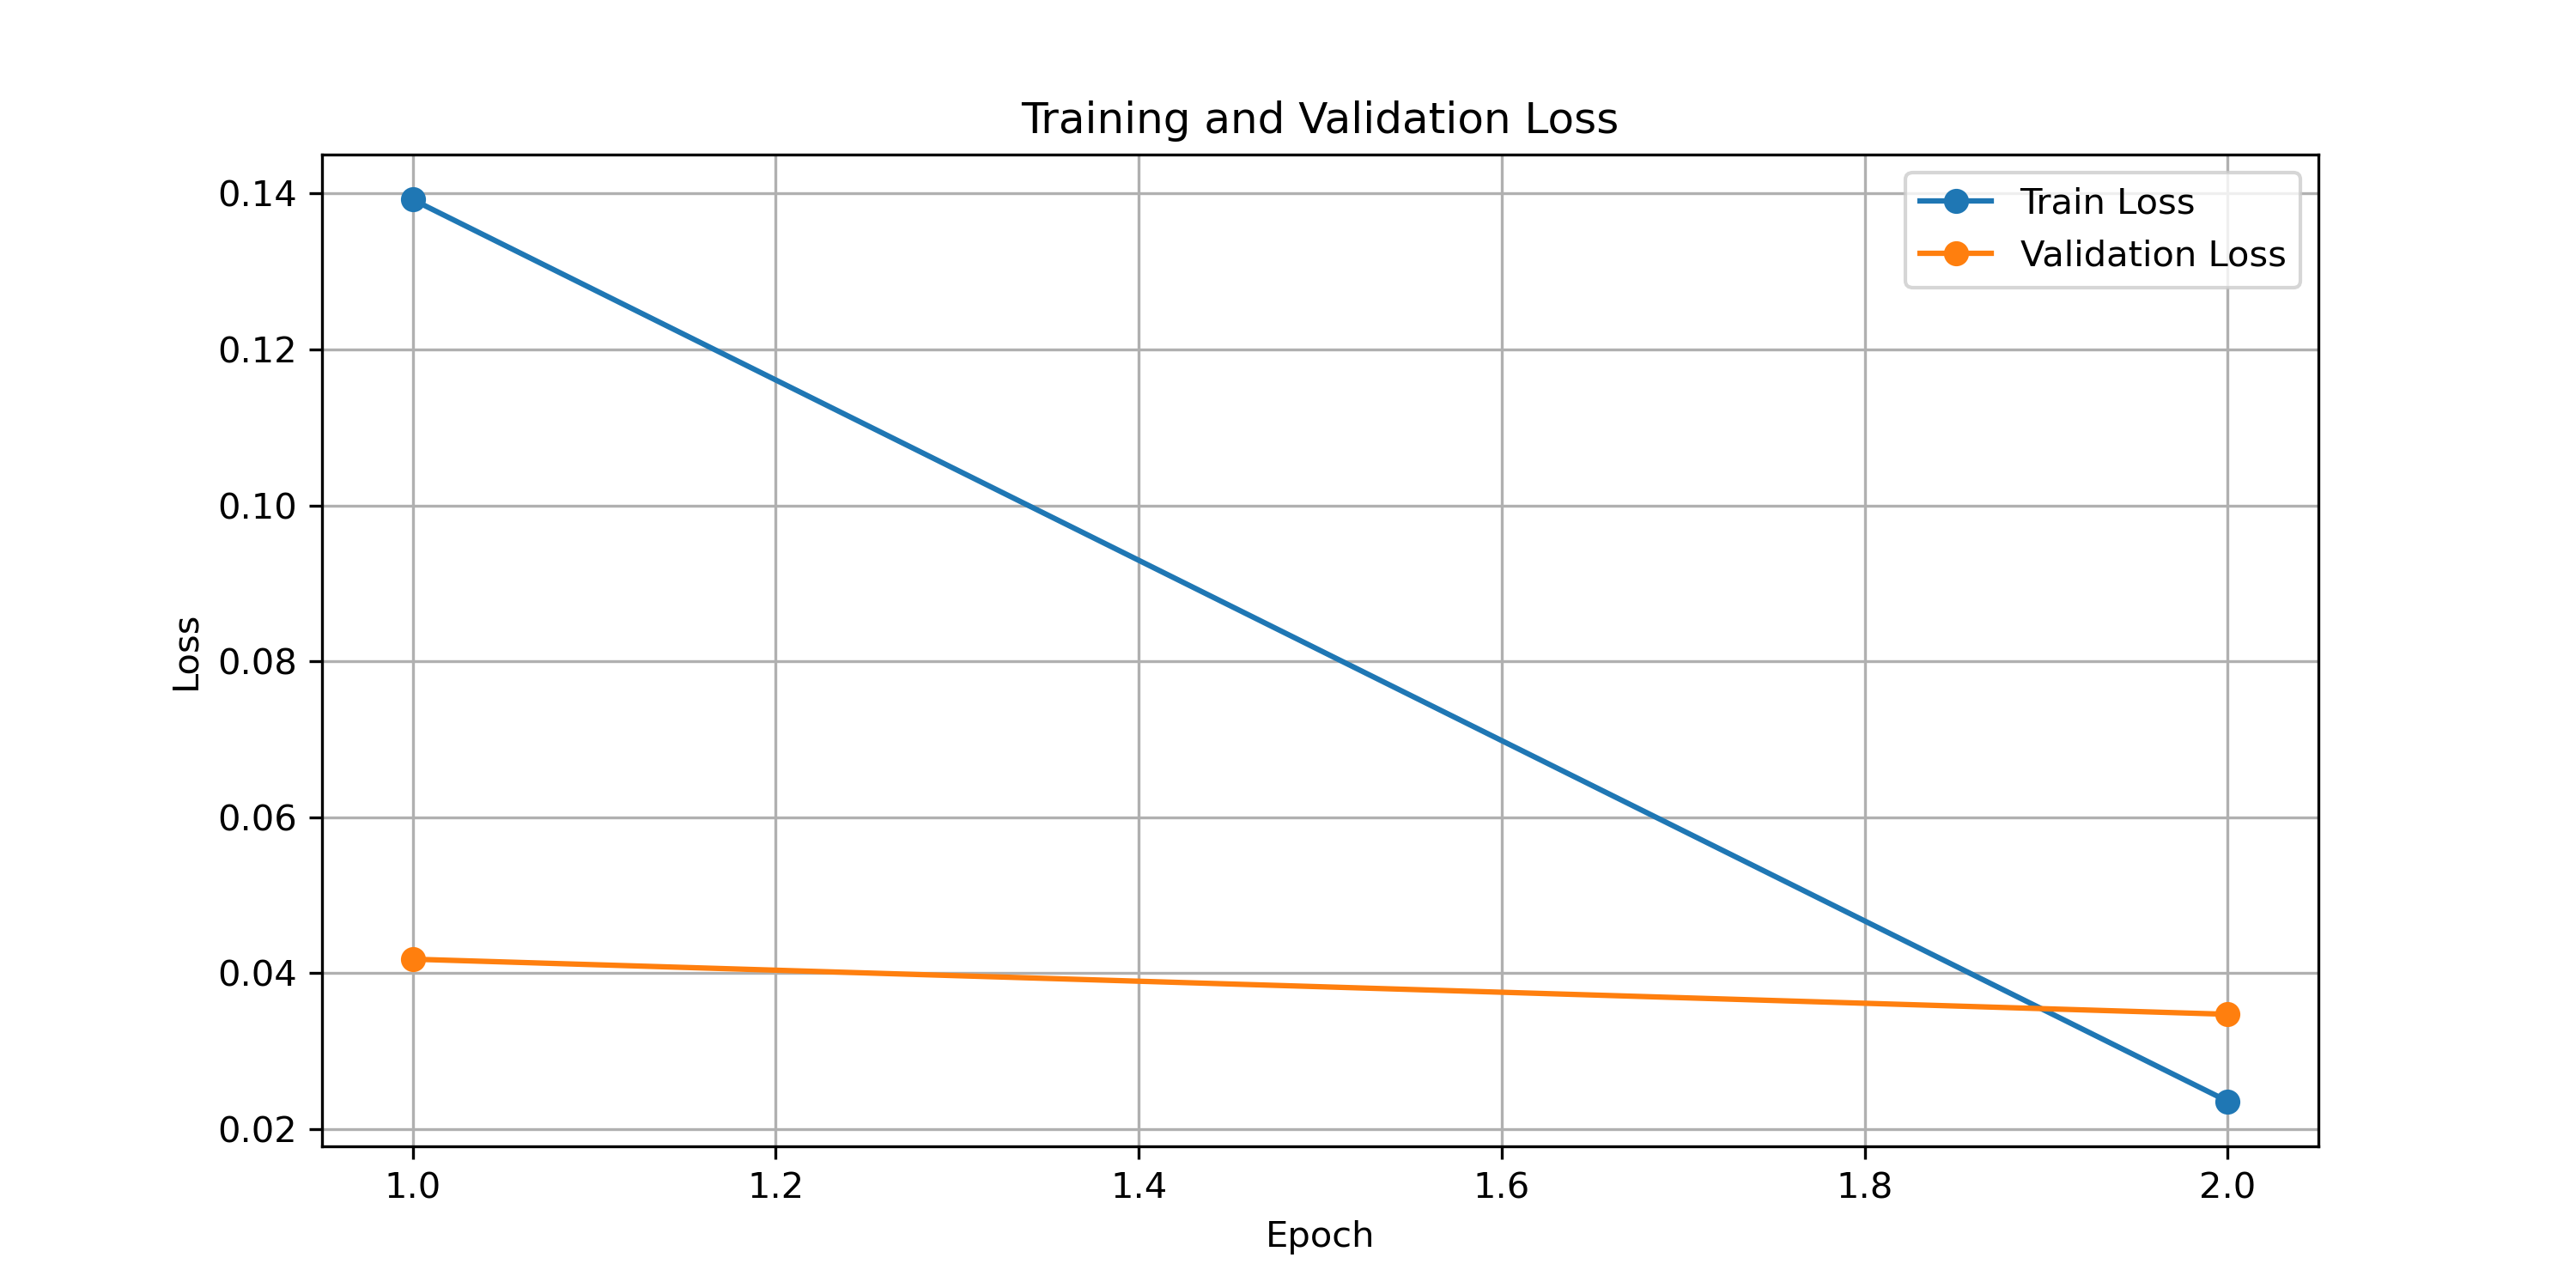 Training and Validation Loss
Train Loss
Validation Loss
0.14
0.12
0.10
0.08
0.06
0.04
0.02
Loss
1.0 1.2 1.4 1.6 1.8 2.0
Epoch